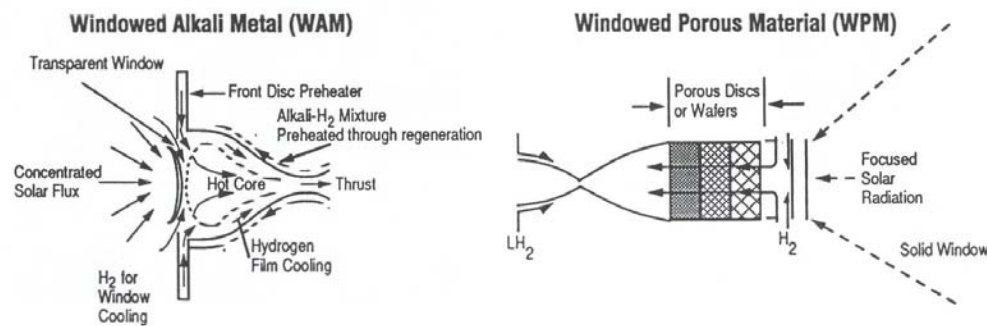 Windowed Alkali Metal (WAM)
Transparent Window
Front Disc Preheater
Alkali-H2 Mixture
Preheated through regeneration
Concentrated
Solar Flux
Hot Core
Thrust
Hydrogen
Film Cooling
H2 for
Window
Cooling
Windowed Porous Material (WPM)
Porous Discs
or Wafers
Focused
Solar
Radiation
LH2
H2
Solid Window